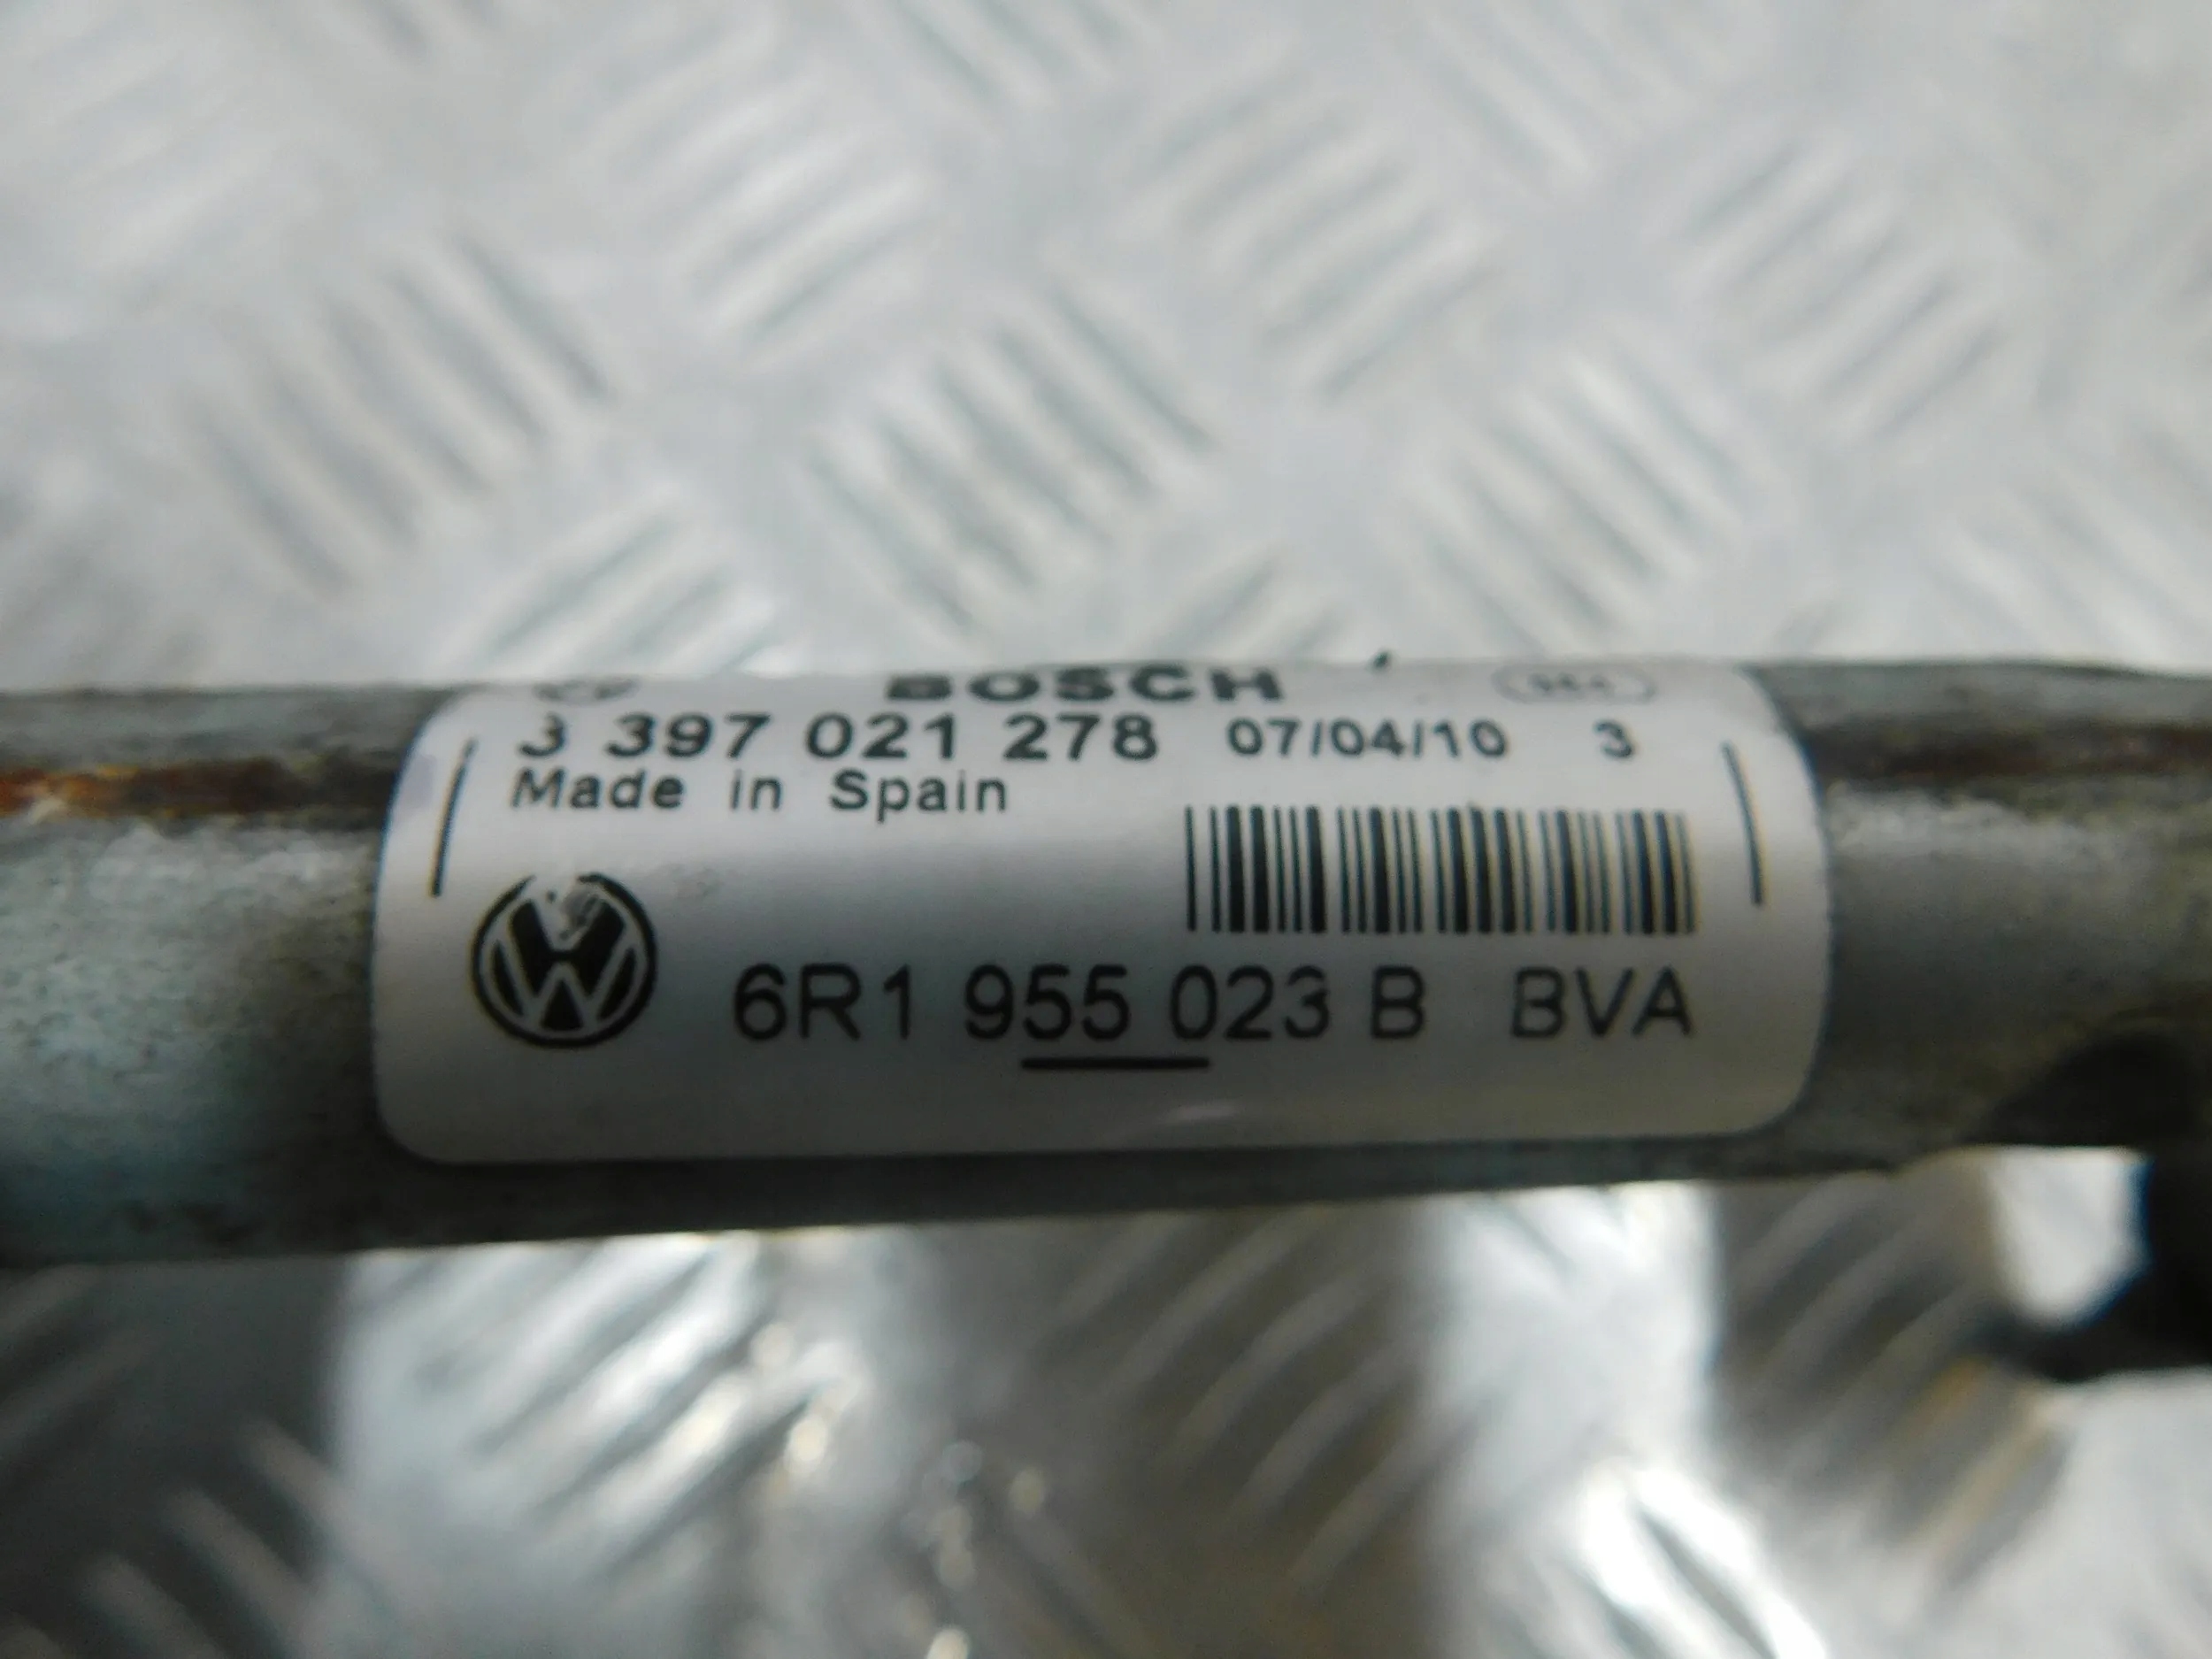 BOSCH
3 397 021 278 07/04/10 3
Made in Spain
6R1 955 023 B BVA